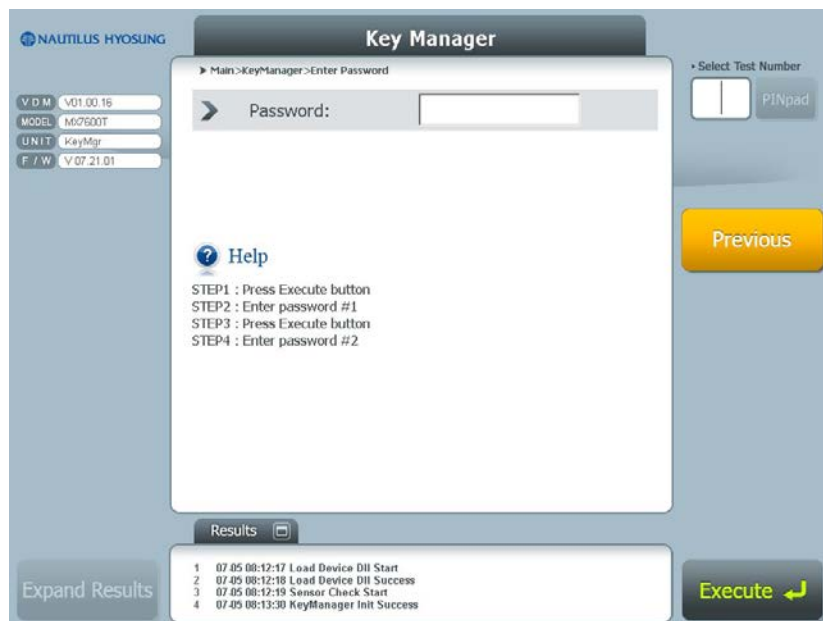 NAUTILUS HYOSUNG
Key Manager
Main>KeyManager>Enter Password
• Select Test Number
PINpad
VDM V01.00.16
MODEL MX7600T
UNIT KeyMgr
F / W V 07.21.01
Password:
Previous
? Help
STEP1 : Press Execute button
STEP2 : Enter password #1
STEP3 : Press Execute button
STEP4 : Enter password #2
Results
1 07-05 08:12:17 Load Device Dll Start
2 07-05 08:12:18 Load Device Dll Success
3 07-05 08:12:19 Sensor Check Start
4 07-05 08:13:30 KeyManager Init Success
Expand Results
Execute